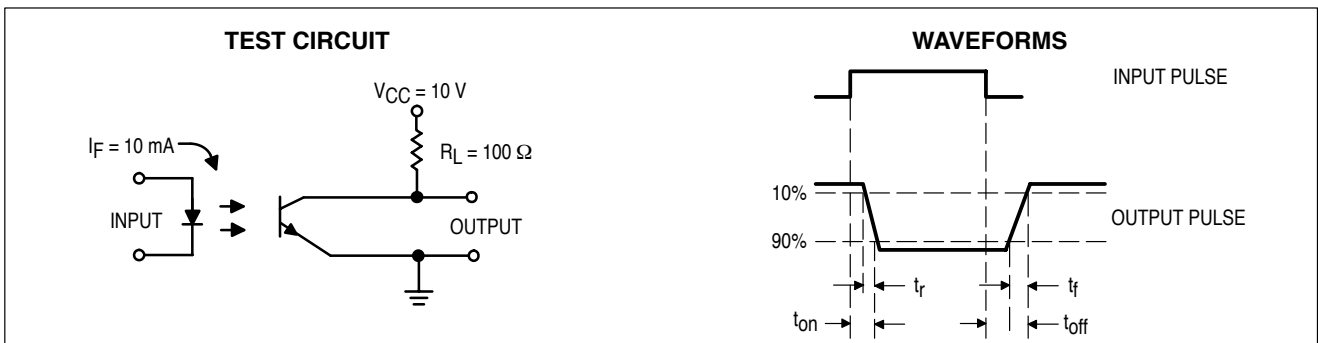 TEST CIRCUIT
VCC = 10 V
IF = 10 mA
RL = 100 Ω
INPUT
OUTPUT
WAVEFORMS
INPUT PULSE
10%
OUTPUT PULSE
90%
tr
tf
ton
toff